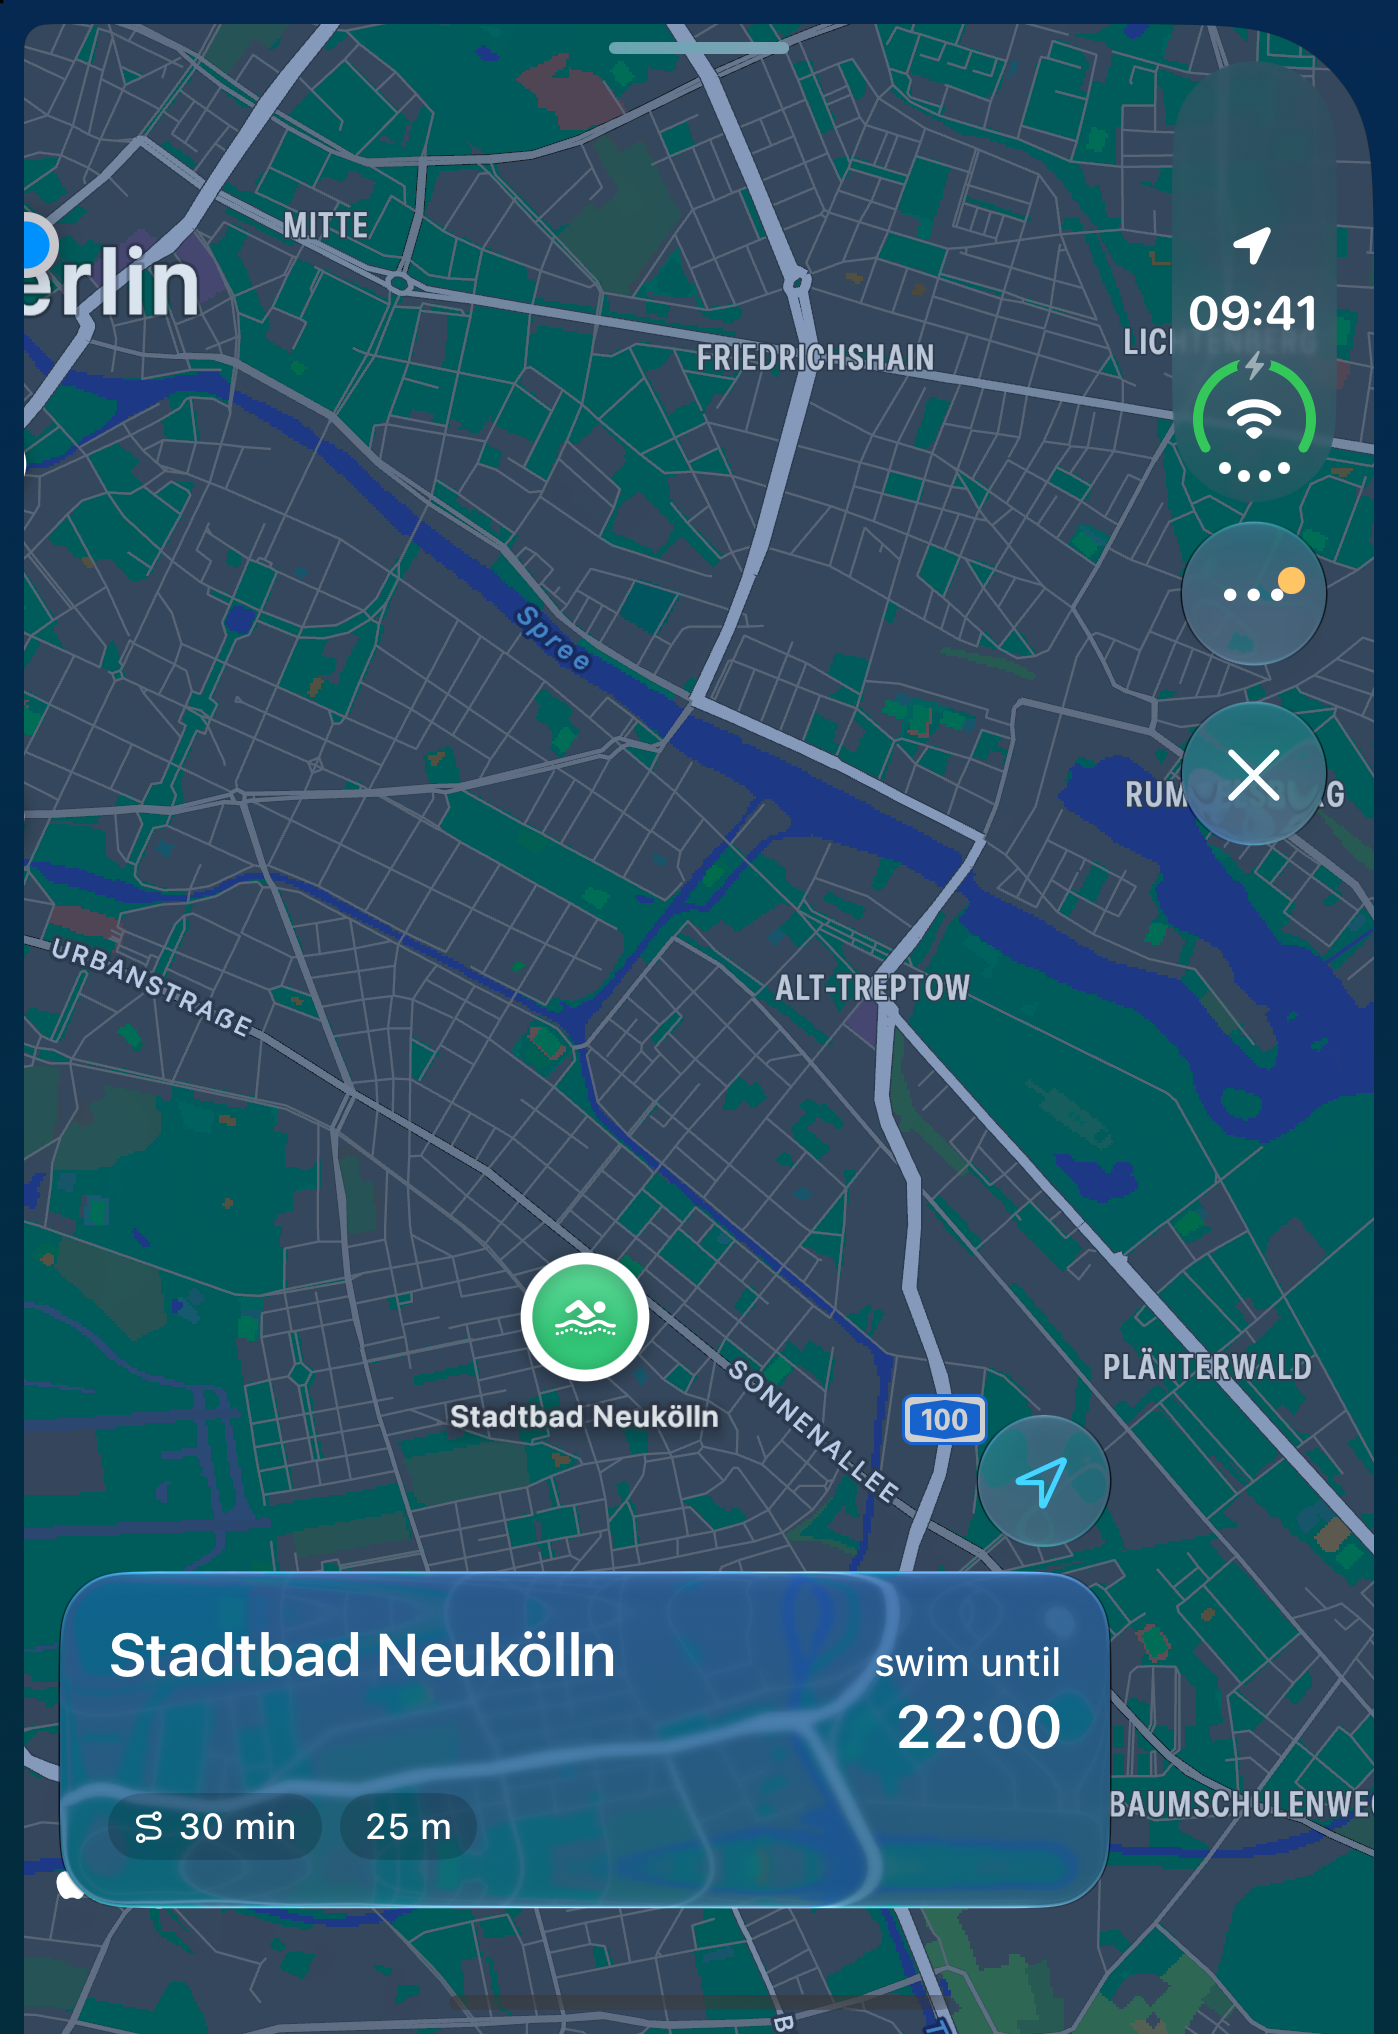 MITTE
erlin
09:41
FRIEDRICHSHAIN
Spree
URBANSTRAẞE
ALT-TREPTOW
PLÄNTERWALD
Stadtbad Neukölln
SONNENALLEE
100
Stadtbad Neukölln
swim until
22:00
30 min
25 m